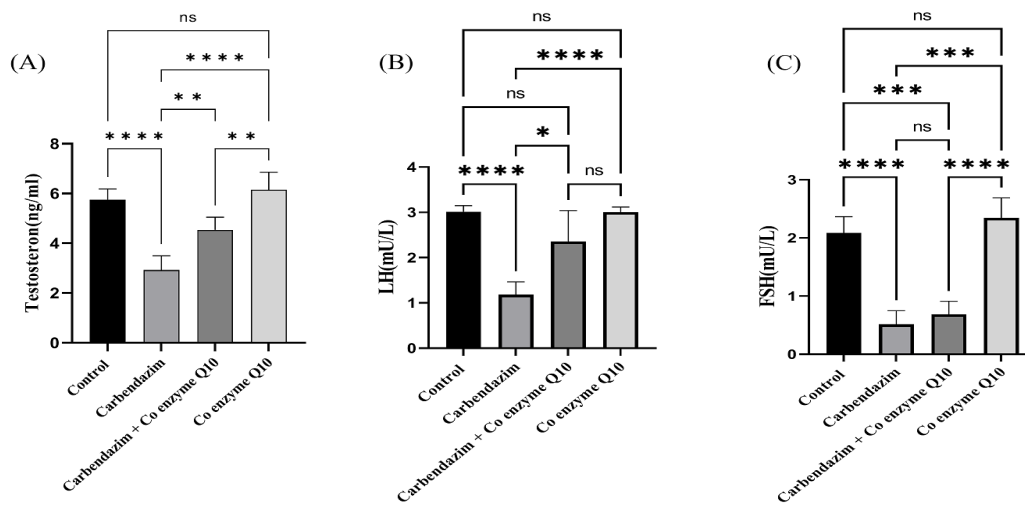 (A)
ns
* * * *
* *
* * * *
* *
Testosteron(ng/ml)
8
6
4
2
0
Control
Carbendazim
Carbendazim + Co enzyme Q10
Co enzyme Q10
(B)
ns
****
ns
*
****
ns
LH(mU/L)
4
3
2
1
0
Control
Carbendazim
Carbendazim + Co enzyme Q10
Co enzyme Q10
(C)
ns
***
***
ns
****
****
FSH(mU/L)
3
2
1
0
Control
Carbendazim
Carbendazim + Co enzyme Q10
Co enzyme Q10